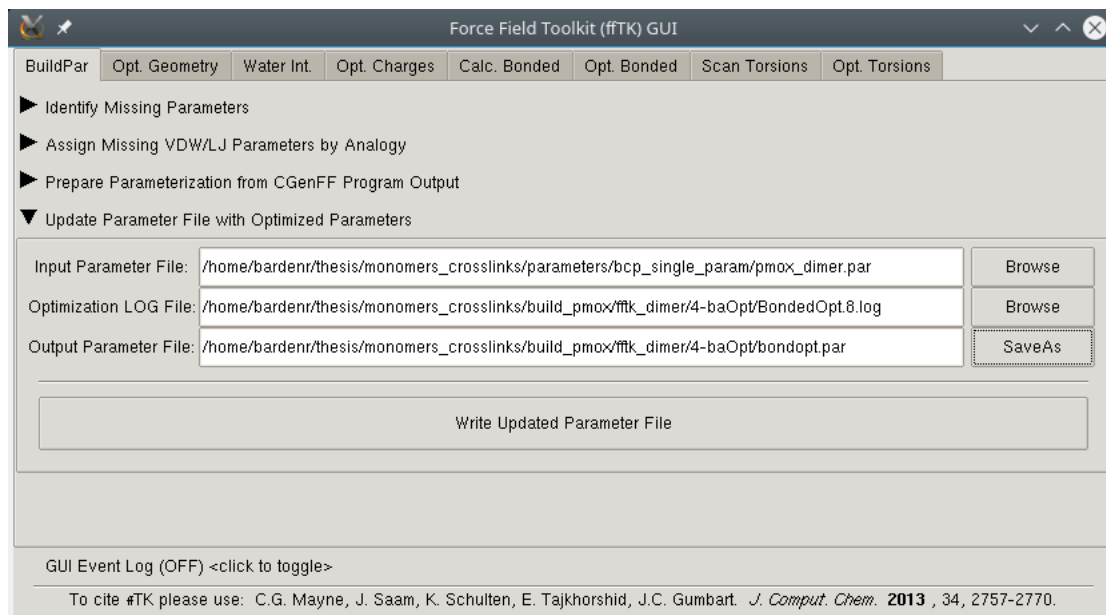 Force Field Toolkit (ffTK) GUI
BuildPar Opt. Geometry Water Int. Opt. Charges Calc. Bonded Opt. Bonded Scan Torsions Opt. Torsions
Identify Missing Parameters
Assign Missing VDW/LJ Parameters by Analogy
Prepare Parameterization from CGenFF Program Output
Update Parameter File with Optimized Parameters
Input Parameter File: /home/bardenr/thesis/monomers_crosslinks/parameters/bcp_single_param/pmox_dimer.par Browse
Optimization LOG File: /home/bardenr/thesis/monomers_crosslinks/build_pmox/fftk_dimer/4-baOpt/BondedOpt.8.log Browse
Output Parameter File: /home/bardenr/thesis/monomers_crosslinks/build_pmox/fftk_dimer/4-baOpt/bondopt.par SaveAs
Write Updated Parameter File
GUI Event Log (OFF) <click to toggle>
To cite ffTK please use: C.G. Mayne, J. Saam, K. Schulten, E. Tajkhorshid, J.C. Gumbart. J. Comput. Chem. 2013 , 34, 2757-2770.